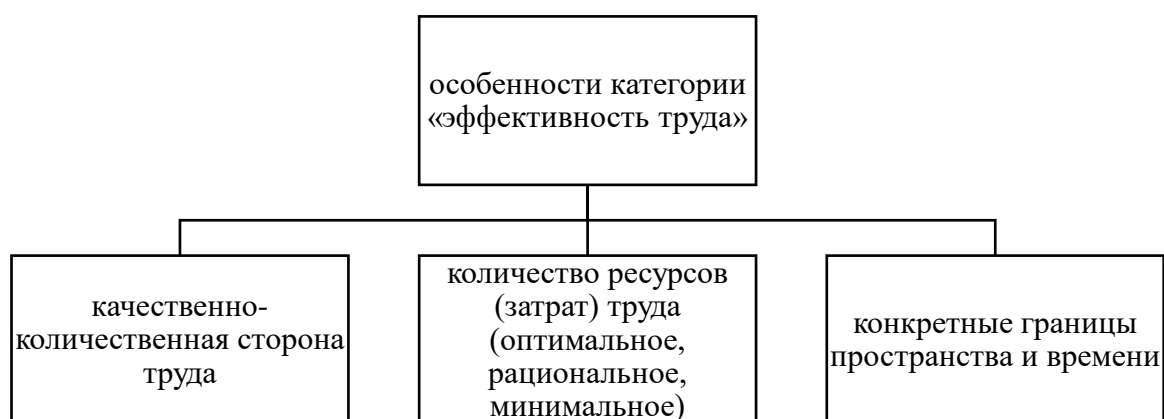 особенности категории
«эффективность труда»
качественно-
количественная сторона
труда
количество ресурсов
(затрат) труда
(оптимальное,
рациональное,
минимальное)
конкретные границы
пространства и времени